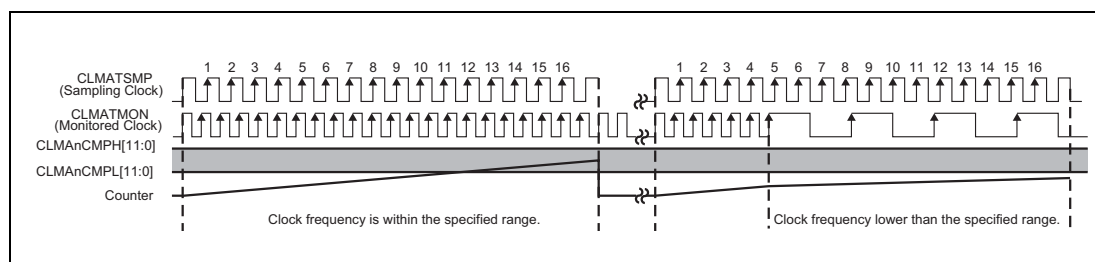 1 2 3 4 5 6 7 8 9 10 11 12 13 14 15 16 1 2 3 4 5 6 7 8 9 10 11 12 13 14 15 16
CLMATSMP
(Sampling Clock)
CLMATMON
(Monitored Clock)
CLMAnCMPH[11:0]
CLMAnCMPL[11:0]
Counter
Clock frequency is within the specified range.
Clock frequency lower than the specified range.